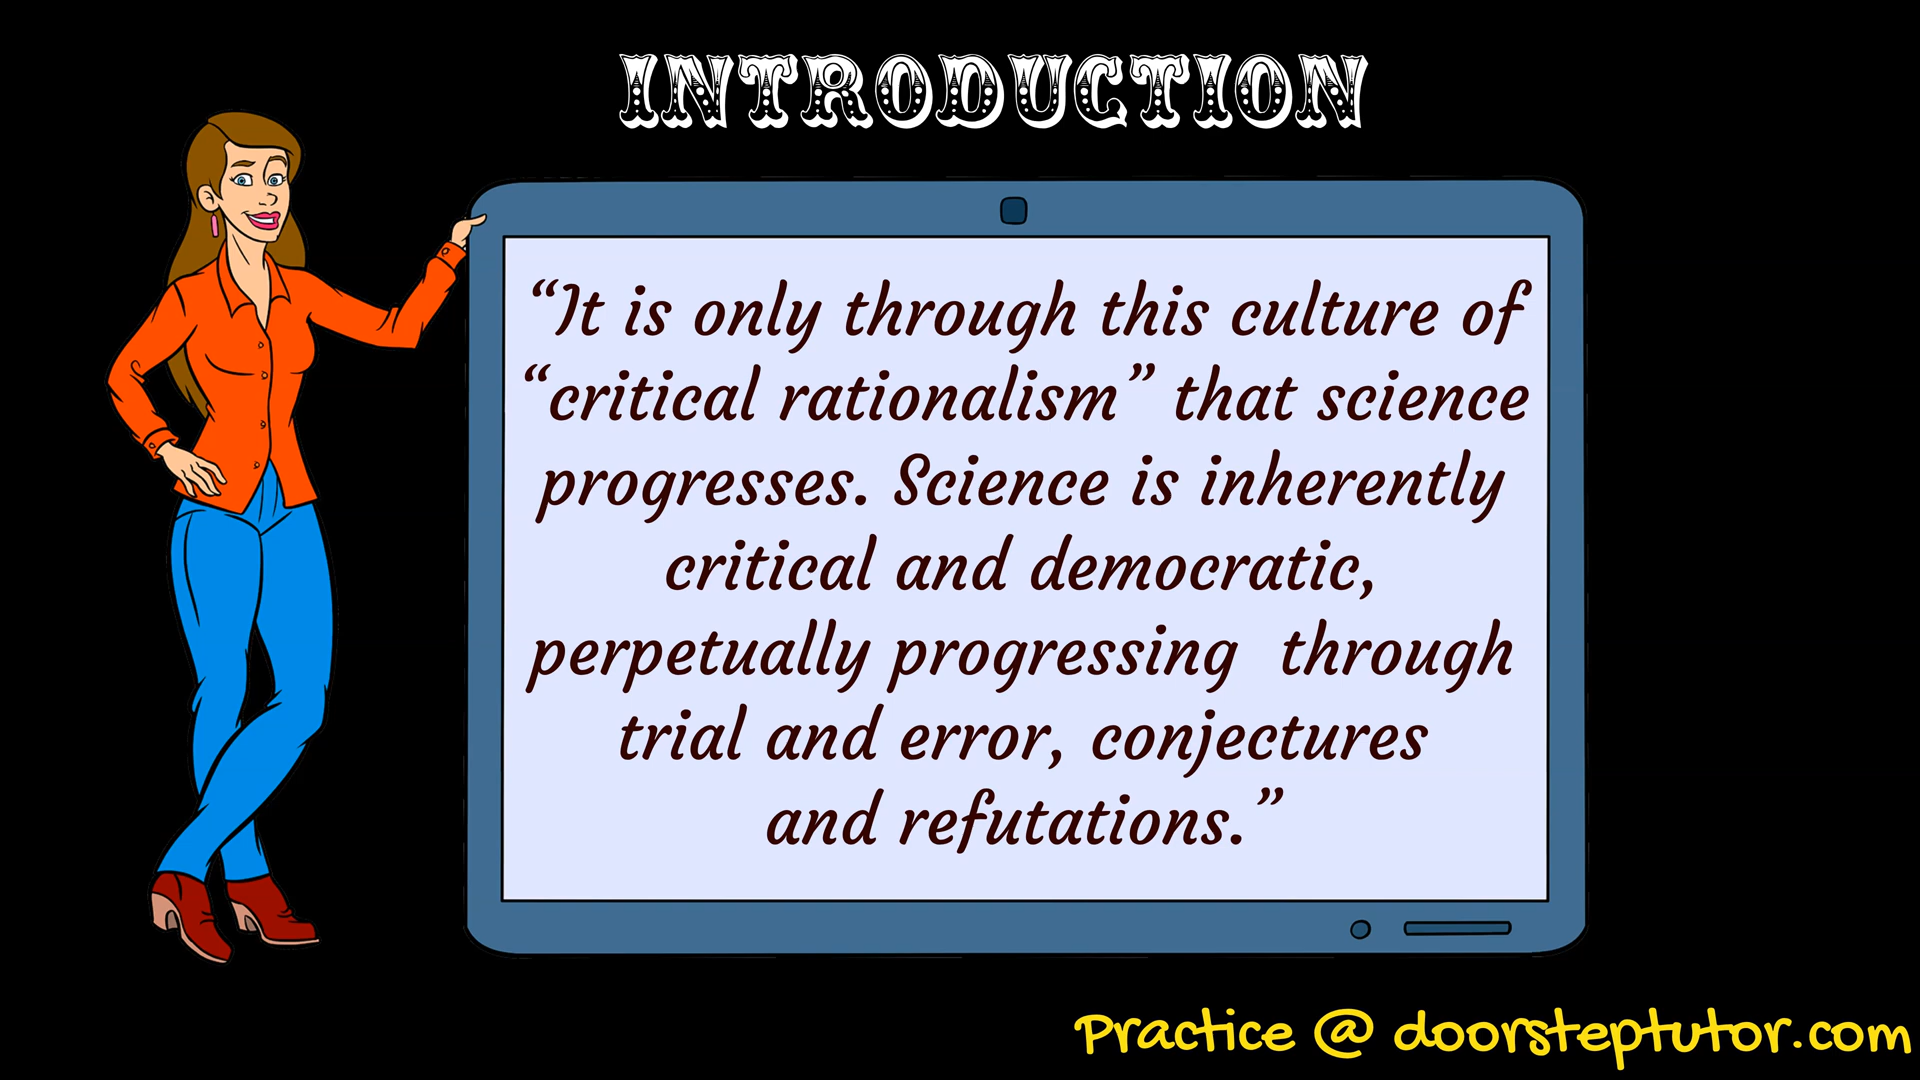 INTRODUCTION
“It is only through this culture of
“critical rationalism” that science
progresses. Science is inherently
critical and democratic,
perpetually progressing  through
trial and error, conjectures
and refutations.”
Practice @ doorsteptutor.com